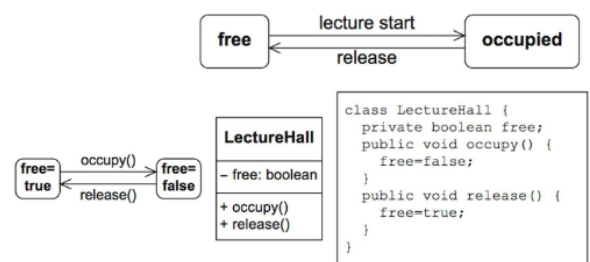 lecture start
free
occupied
release
class LectureHall {
private boolean free;
public void occupy() {
free=false;
}
public void release() {
free=true;
}
}
LectureHall
– free: boolean
+ occupy()
+ release()
free=
true
occupy()
release()
free=
false